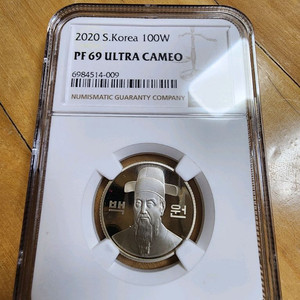 2020 S.Korea 100W
PF 69 ULTRA CAMEO
6984514-009
NUMISMATIC GUARANTY COMPANY
백 원